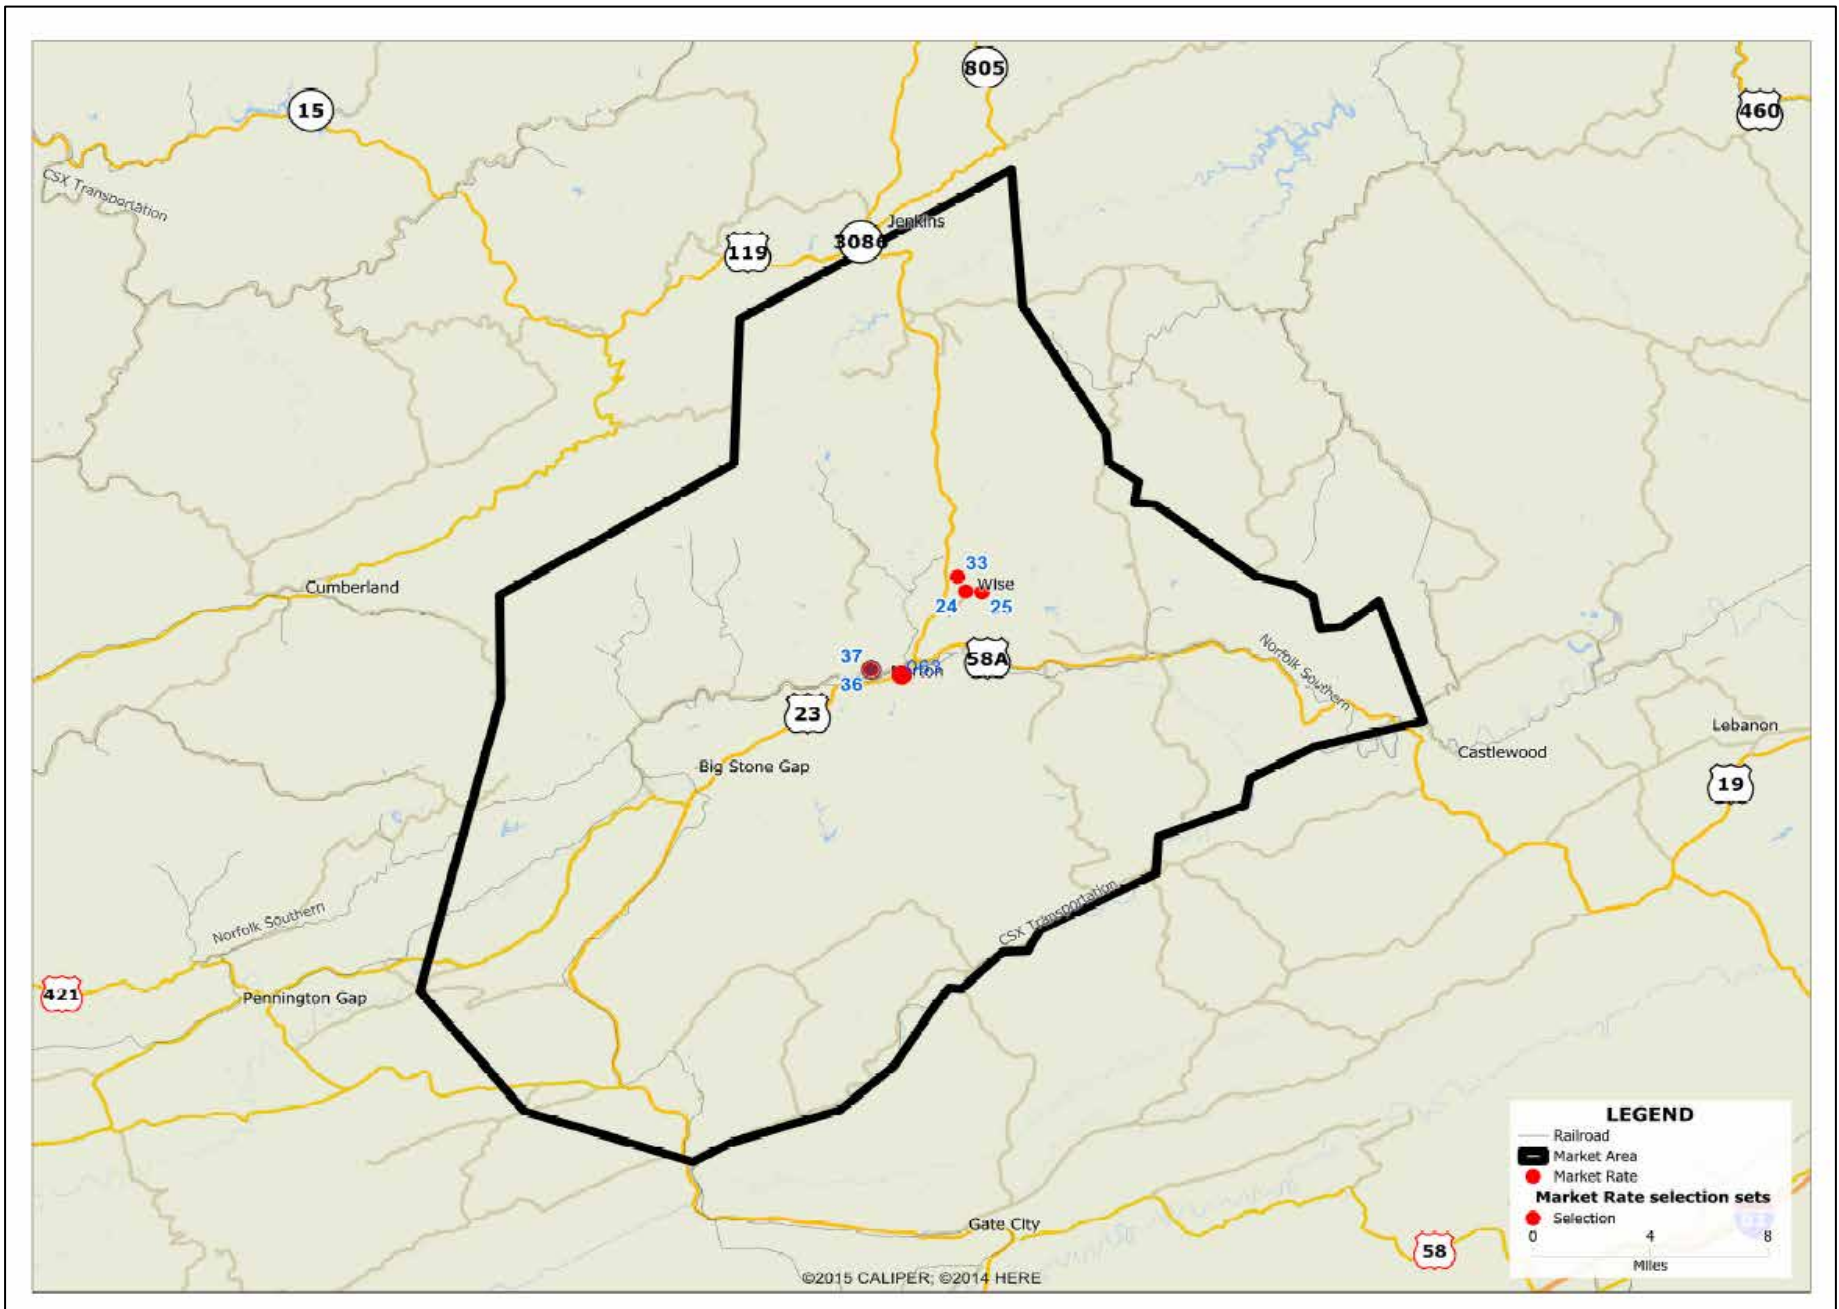 805
15
460
CSX Transportation
Jenkins
3086
119
33
Wise
Cumberland
24
25
Norfolk Southern
37
58A
36
23
Lebanon
Castlewood
Big Stone Gap
19
CSX Transportation
Norfolk Southern
421
Pennington Gap
LEGEND
Railroad
Market Area
Market Rate
Market Rate selection sets
Selection
0 4 8
Miles
Gate City
58
©2015 CALIPER; ©2014 HERE